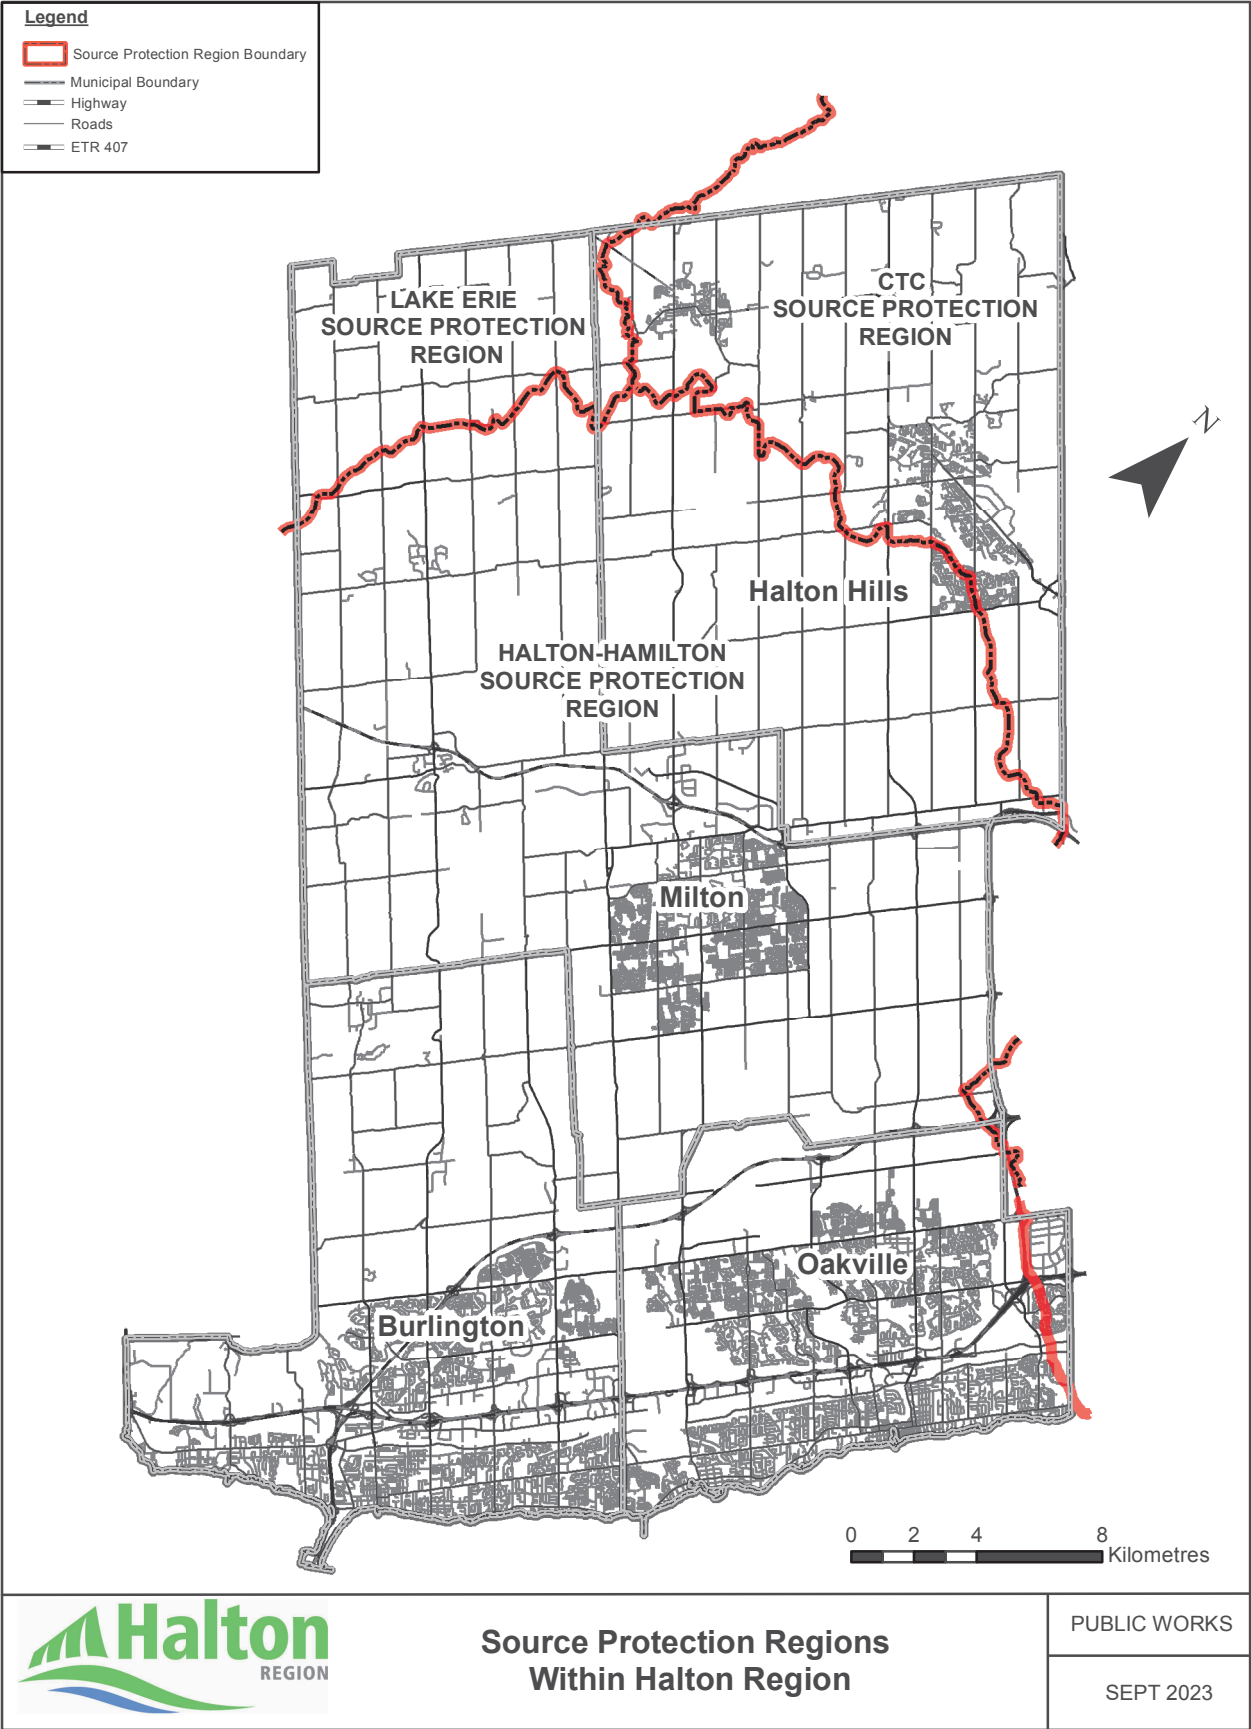 Legend
Source Protection Region Boundary
Municipal Boundary
Highway
Roads
ETR 407
LAKE ERIE
SOURCE PROTECTION
REGION
CTC
SOURCE PROTECTION
REGION
N
Halton Hills
HALTON-HAMILTON
SOURCE PROTECTION
REGION
Milton
Oakville
Burlington
0 2 4 8
Kilometres
Halton
REGION
Source Protection Regions
Within Halton Region
PUBLIC WORKS
SEPT 2023